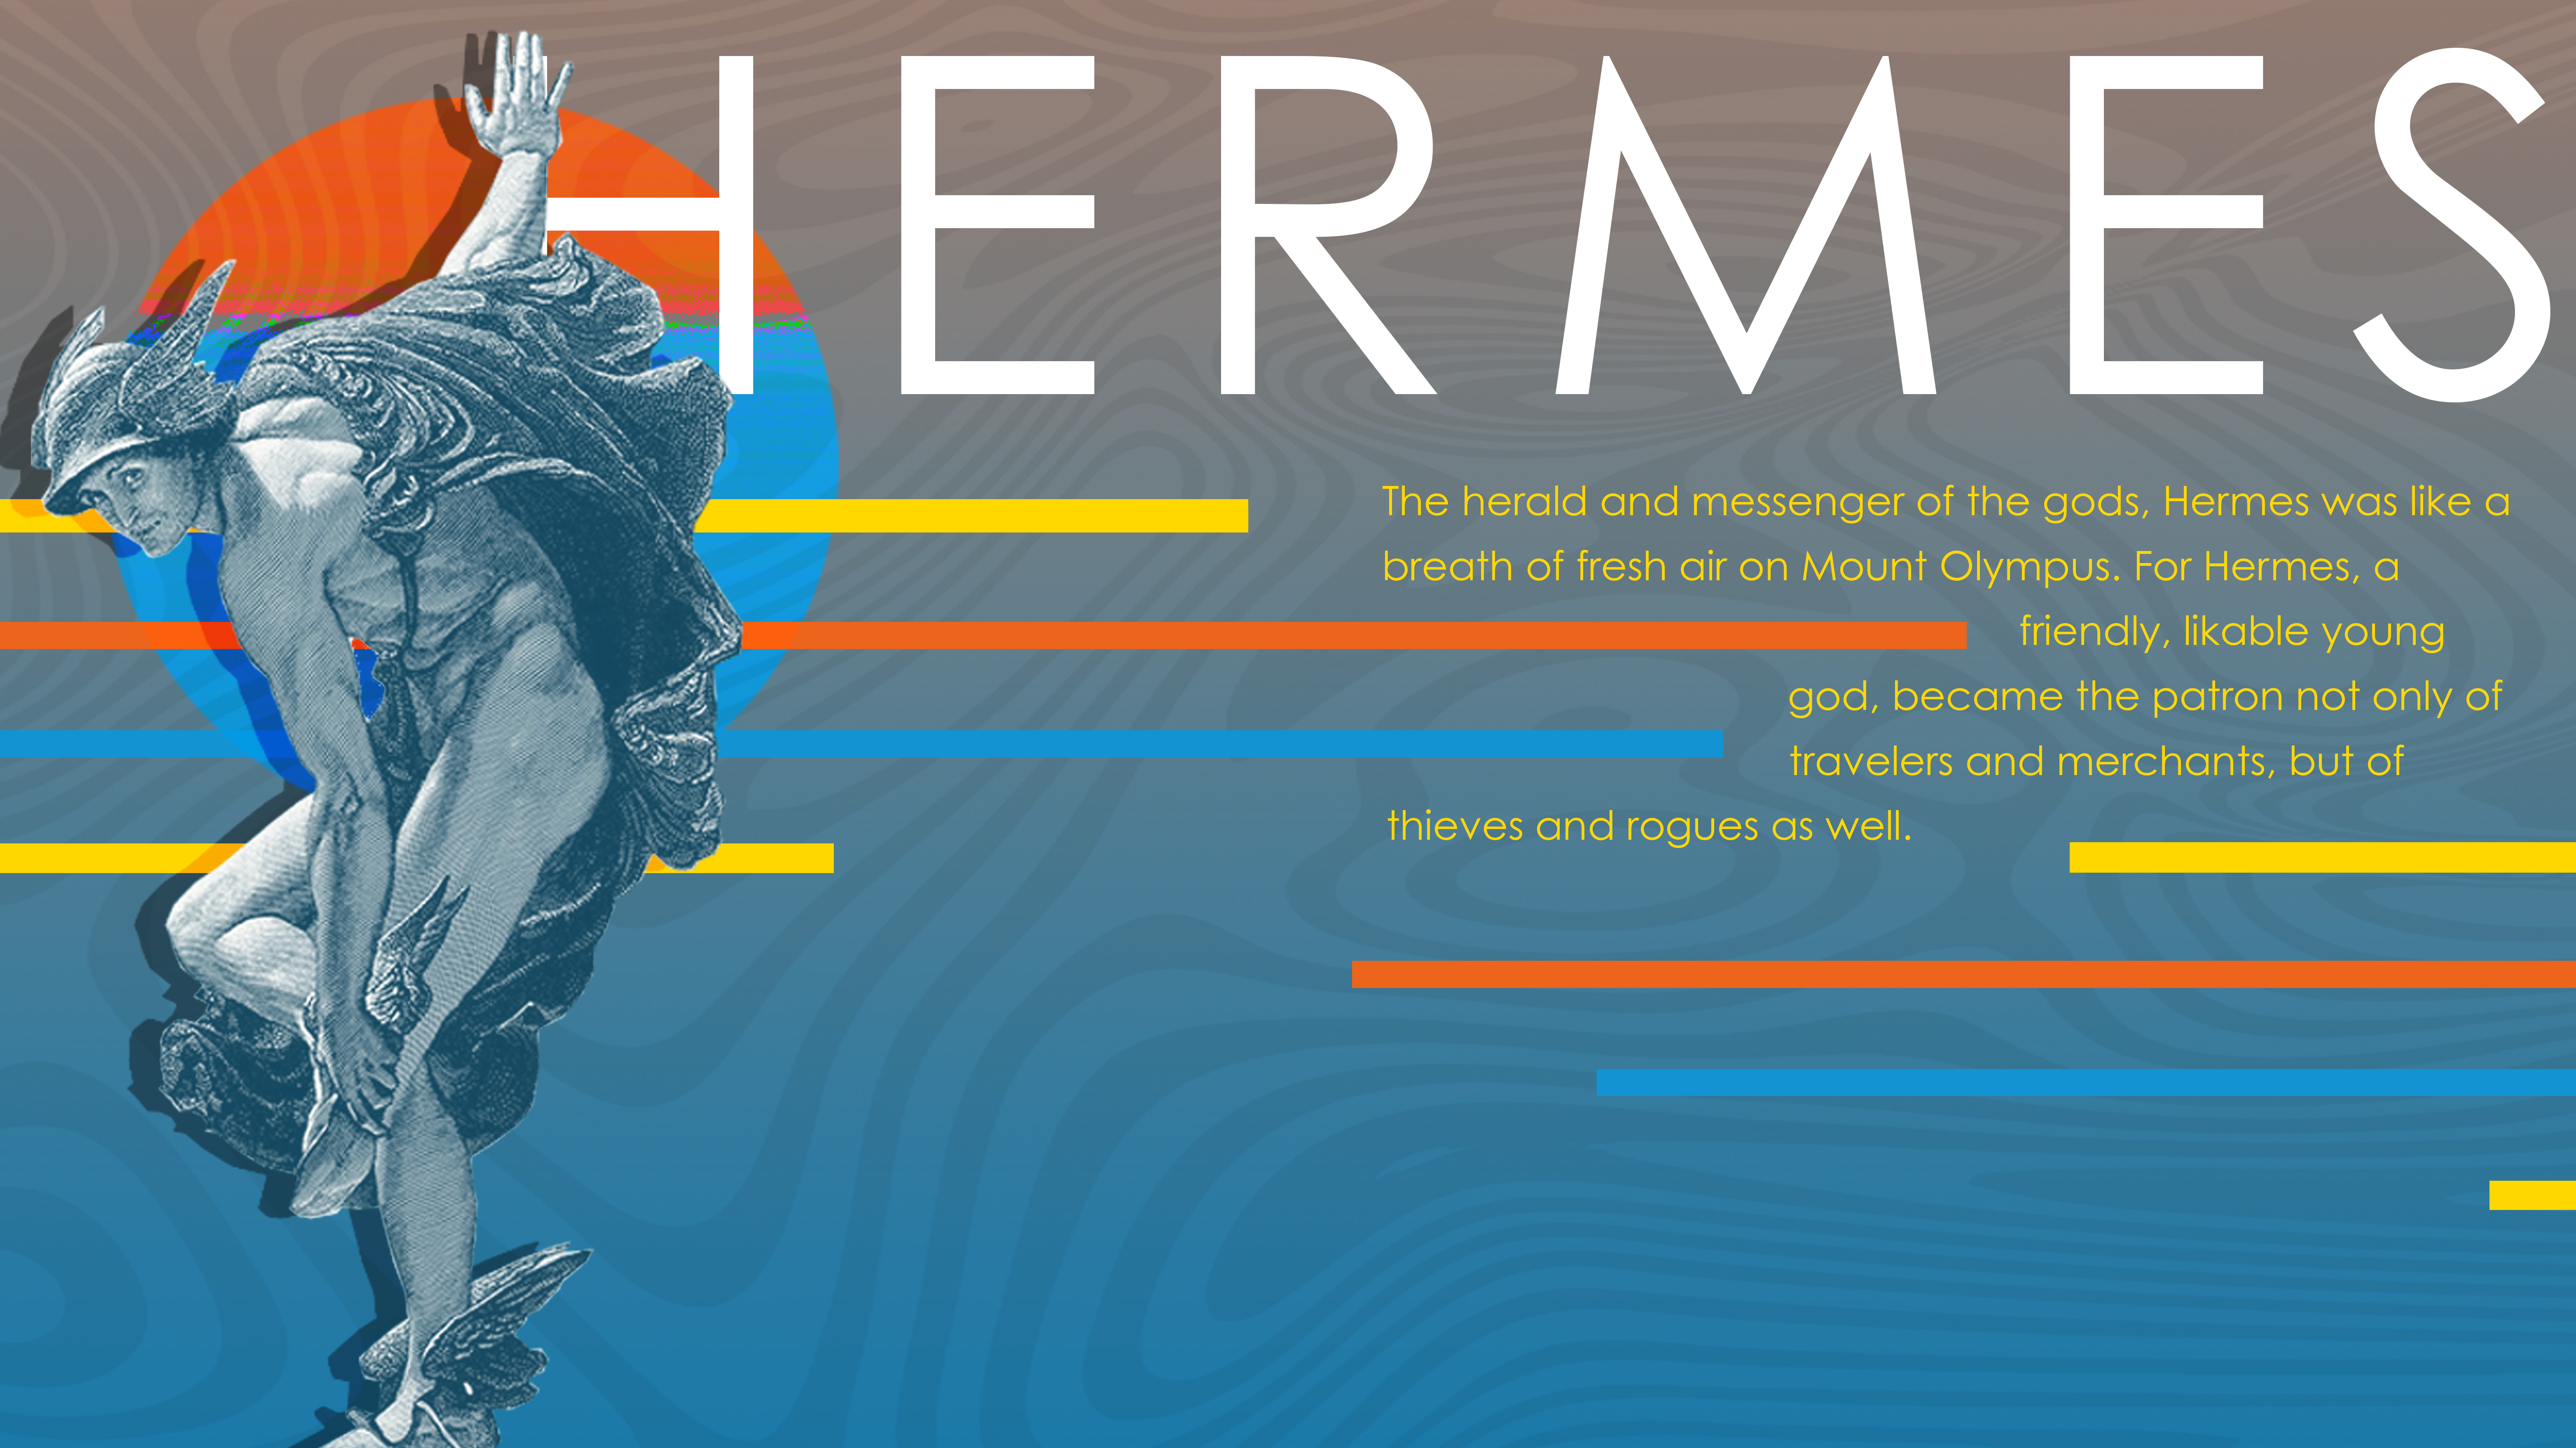 HERMES
The herald and messenger of the gods, Hermes was like a
breath of fresh air on Mount Olympus. For Hermes, a
friendly, likable young
god, became the patron not only of
travelers and merchants, but of
thieves and rogues as well.